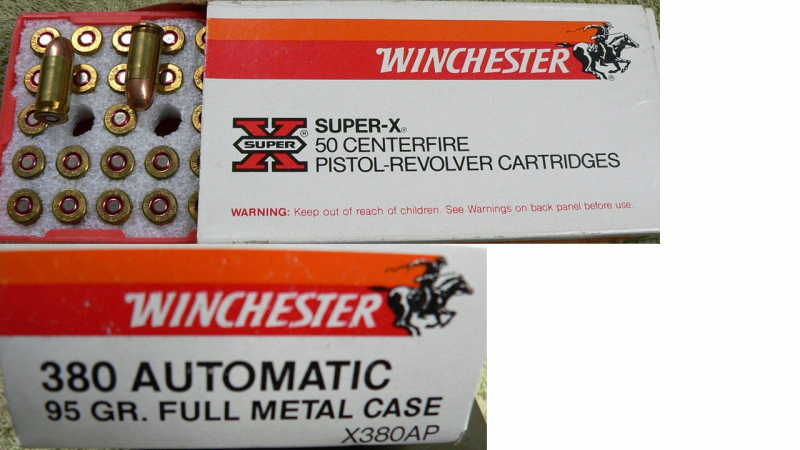 WINCHESTER®
SUPER
X®
SUPER-X®
50 CENTERFIRE
PISTOL-REVOLVER CARTRIDGES
WARNING: Keep out of reach of children. See Warnings on back panel before use.
WINCHESTER
380 AUTOMATIC
95 GR. FULL METAL CASE
X380AP